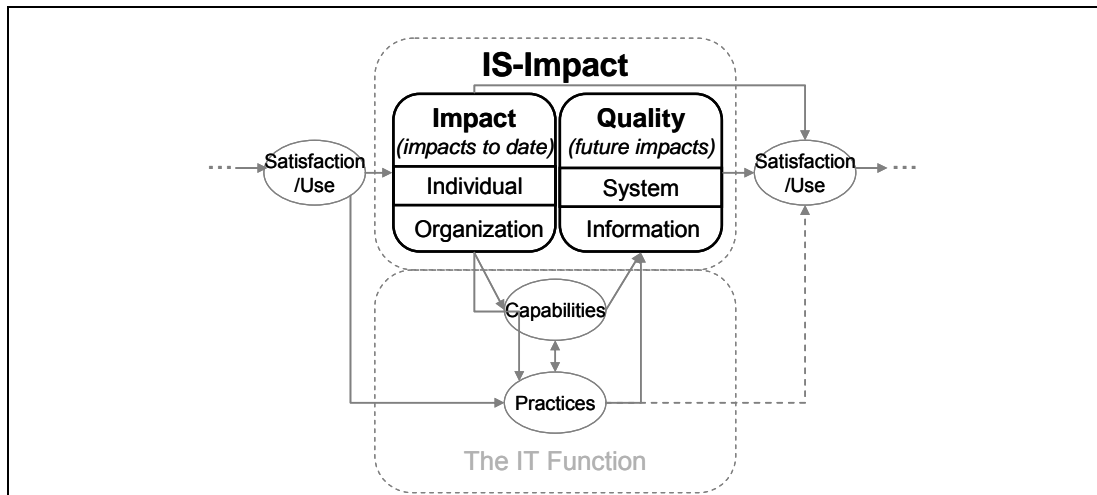 IS-Impact
Impact
(impacts to date)
Individual
Organization
Quality
(future impacts)
System
Information
Satisfaction
/Use
Satisfaction
/Use
Capabilities
Practices
The IT Function